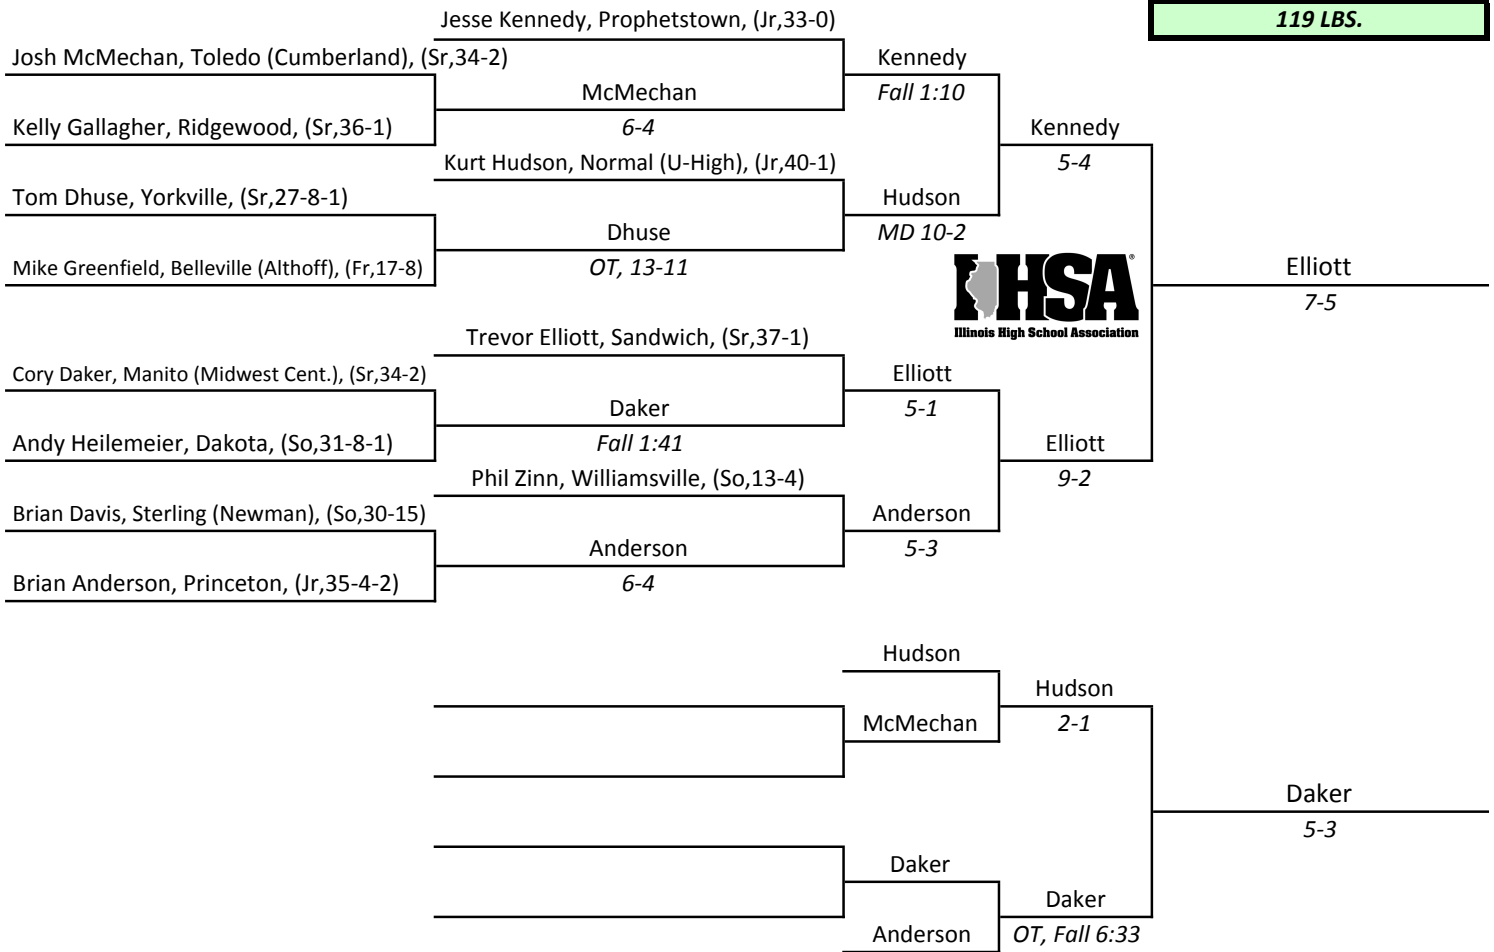 Jesse Kennedy, Prophetstown, (Jr,33-0)
119 LBS.
Josh McMechan, Toledo (Cumberland), (Sr,34-2)
Kennedy
McMechan
Fall 1:10
Kelly Gallagher, Ridgewood, (Sr,36-1)
6-4
Kennedy
Kurt Hudson, Normal (U-High), (Jr,40-1)
5-4
Tom Dhuse, Yorkville, (Sr,27-8-1)
Hudson
Dhuse
MD 10-2
Mike Greenfield, Belleville (Althoff), (Fr,17-8)
OT, 13-11
IHSA®
Illinois High School Association
Elliott
7-5
Trevor Elliott, Sandwich, (Sr,37-1)
Cory Daker, Manito (Midwest Cent.), (Sr,34-2)
Elliott
Daker
5-1
Andy Heilemeier, Dakota, (So,31-8-1)
Fall 1:41
Elliott
Phil Zinn, Williamsville, (So,13-4)
9-2
Brian Davis, Sterling (Newman), (So,30-15)
Anderson
Anderson
5-3
Brian Anderson, Princeton, (Jr,35-4-2)
6-4
Hudson
Hudson
McMechan
2-1
Daker
5-3
Daker
Daker
Anderson
OT, Fall 6:33